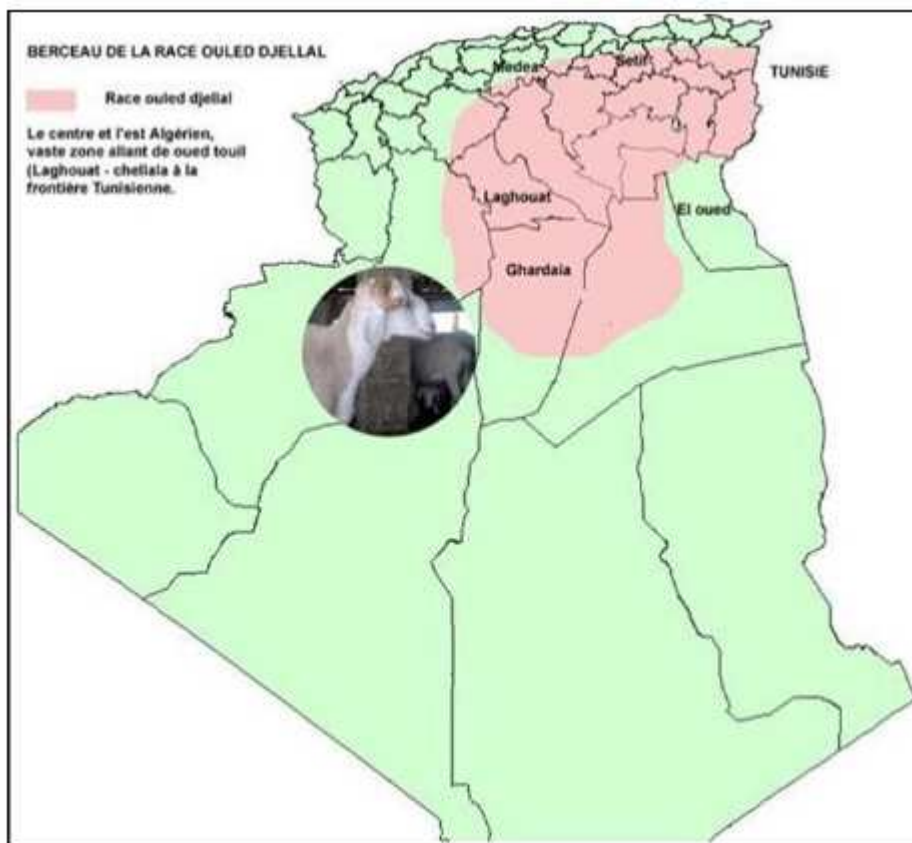 BERCEAU DE LA RACE OULED DJELLAL
Race ouled djellal
Le centre et l'est Algérien,
vaste zone allant de oued touil
(Laghouat - chellala à la
frontière Tunisienne.
Medea
Setif
TUNISIE
Laghouat
El oued
Ghardaia